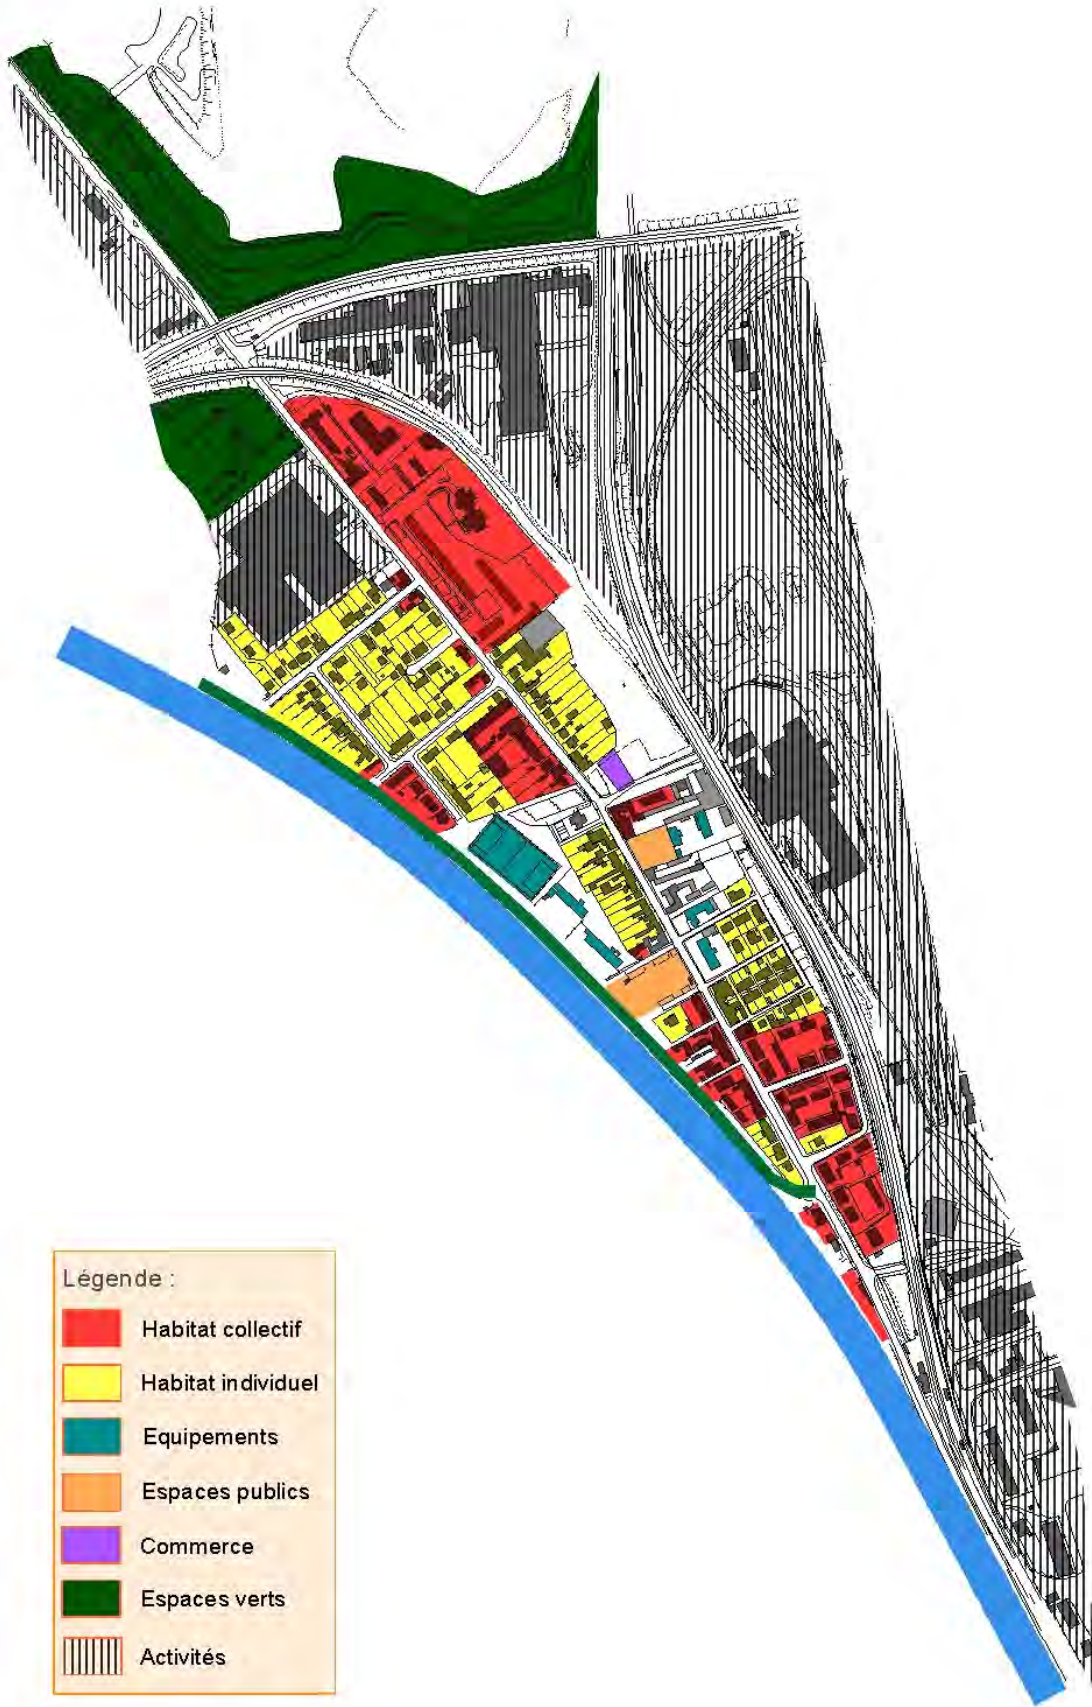 Légende :
Habitat collectif
Habitat individuel
Equipements
Espaces publics
Commerce
Espaces verts
Activités